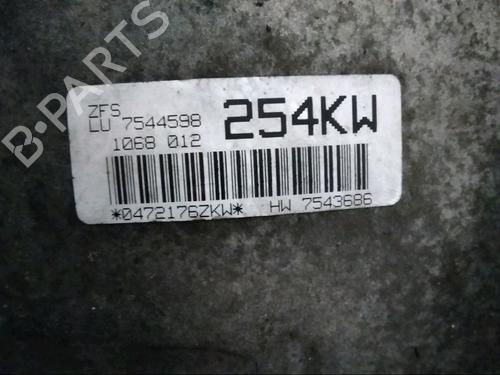 B-PARTS
ZFS
LU 7544598
1068 012
254KW
*0472176ZKW* HW 7543686